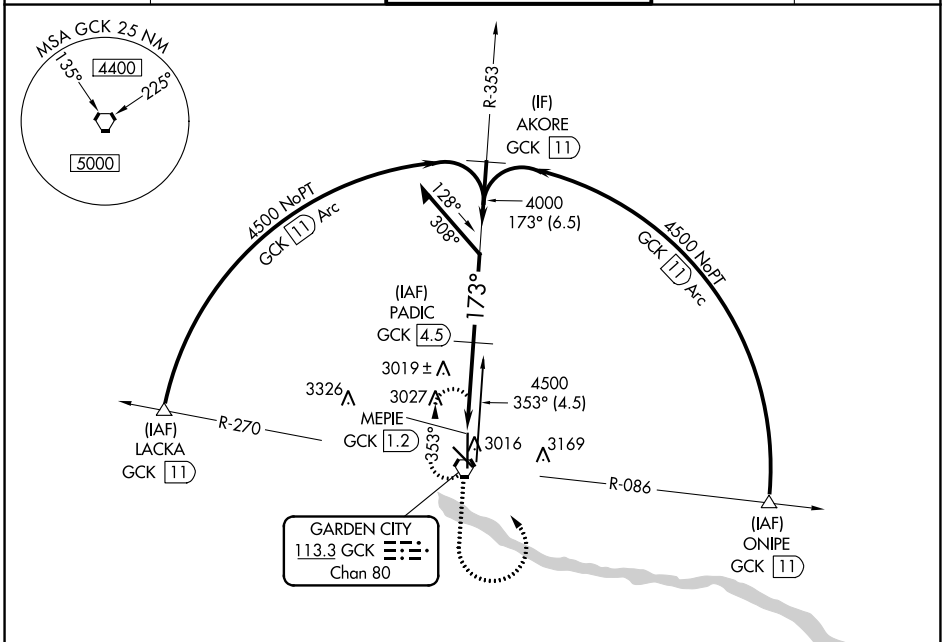 MSA GCK 25 NM
135°
4400
225°
5000
R-353
(IF)
AKORE
GCK 11
4500 NoPT
GCK 11 Arc
128°
308°
4000
173° (6.5)
4500 NoPT
GCK 11 Arc
173°
(IAF)
PADIC
GCK 4.5
3019 ±
3326
3027
4500
353° (4.5)
MEPIE
GCK 1.2
353°
3016
3169
R-270
(IAF)
LACKA
GCK 11
R-086
(IAF)
ONIPE
GCK 11
GARDEN CITY
113.3 GCK
Chan 80